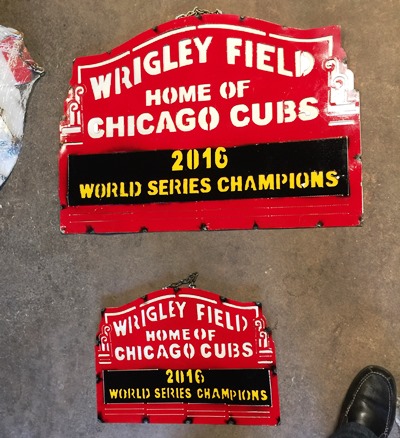 WRIGLEY FIELD
HOME OF
CHICAGO CUBS
2016
WORLD SERIES CHAMPIONS
WRIGLEY FIELD
HOME OF
CHICAGO CUBS
2016
WORLD SERIES CHAMPIONS